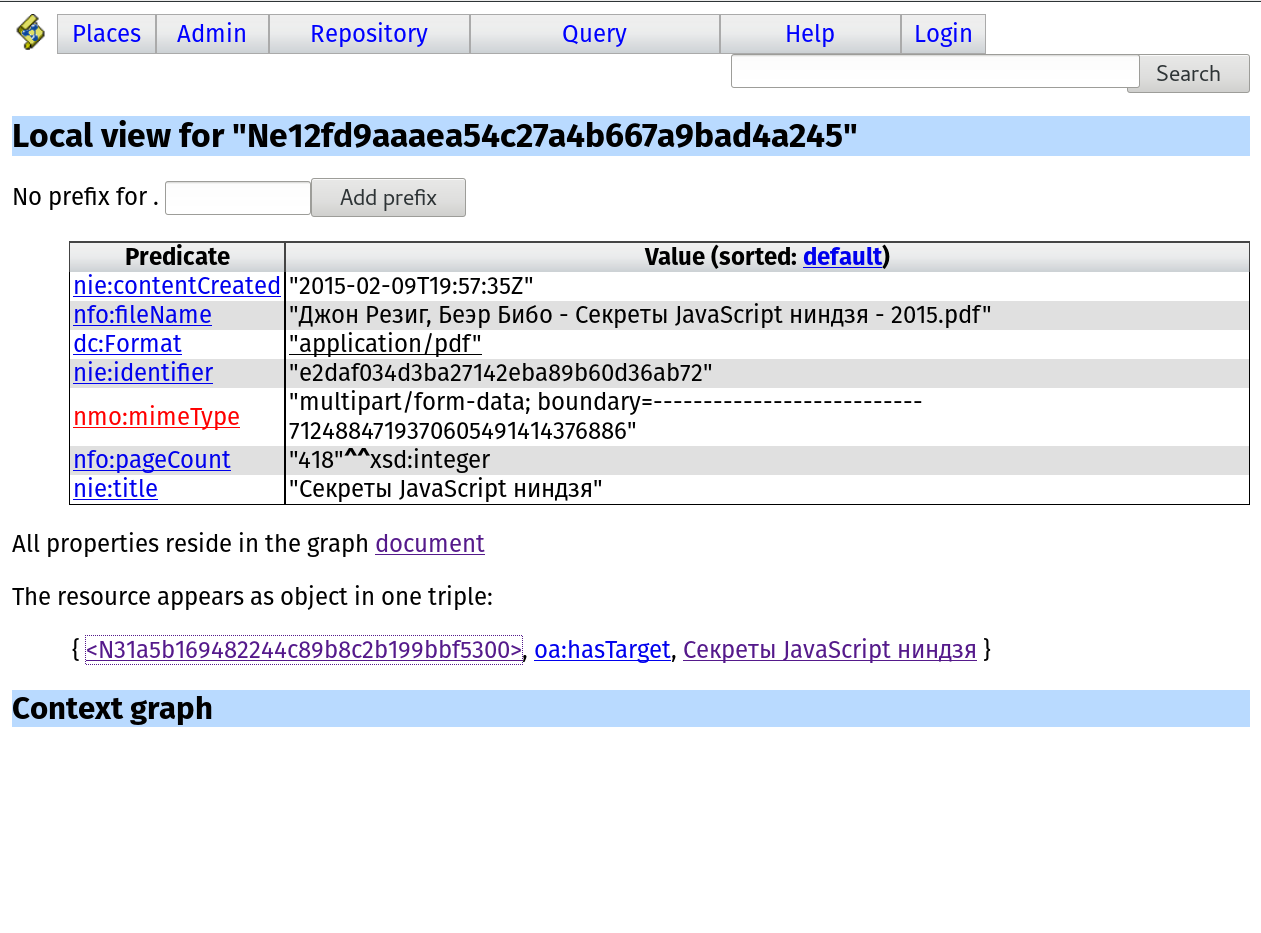 Places Admin Repository Query Help Login
Search
Local view for "Ne12fd9aaaea54c27a4b667a9bad4a245"
No prefix for . Add prefix
Predicate Value (sorted: default)
nie:contentCreated "2015-02-09T19:57:35Z"
nfo:fileName "Джон Резиг, Беэр Бибо - Секреты JavaScript ниндзя - 2015.pdf"
dc:Format "application/pdf"
nie:identifier "e2daf034d3ba27142eba89b60d36ab72"
nmo:mimeType "multipart/form-data; boundary=---------------------------
7124884719370605491414376886"
nfo:pageCount "418"^^xsd:integer
nie:title "Секреты JavaScript ниндзя"
All properties reside in the graph document
The resource appears as object in one triple:
{ <N31a5b169482244c89b8c2b199bbf5300>, oa:hasTarget, Секреты JavaScript ниндзя }
Context graph